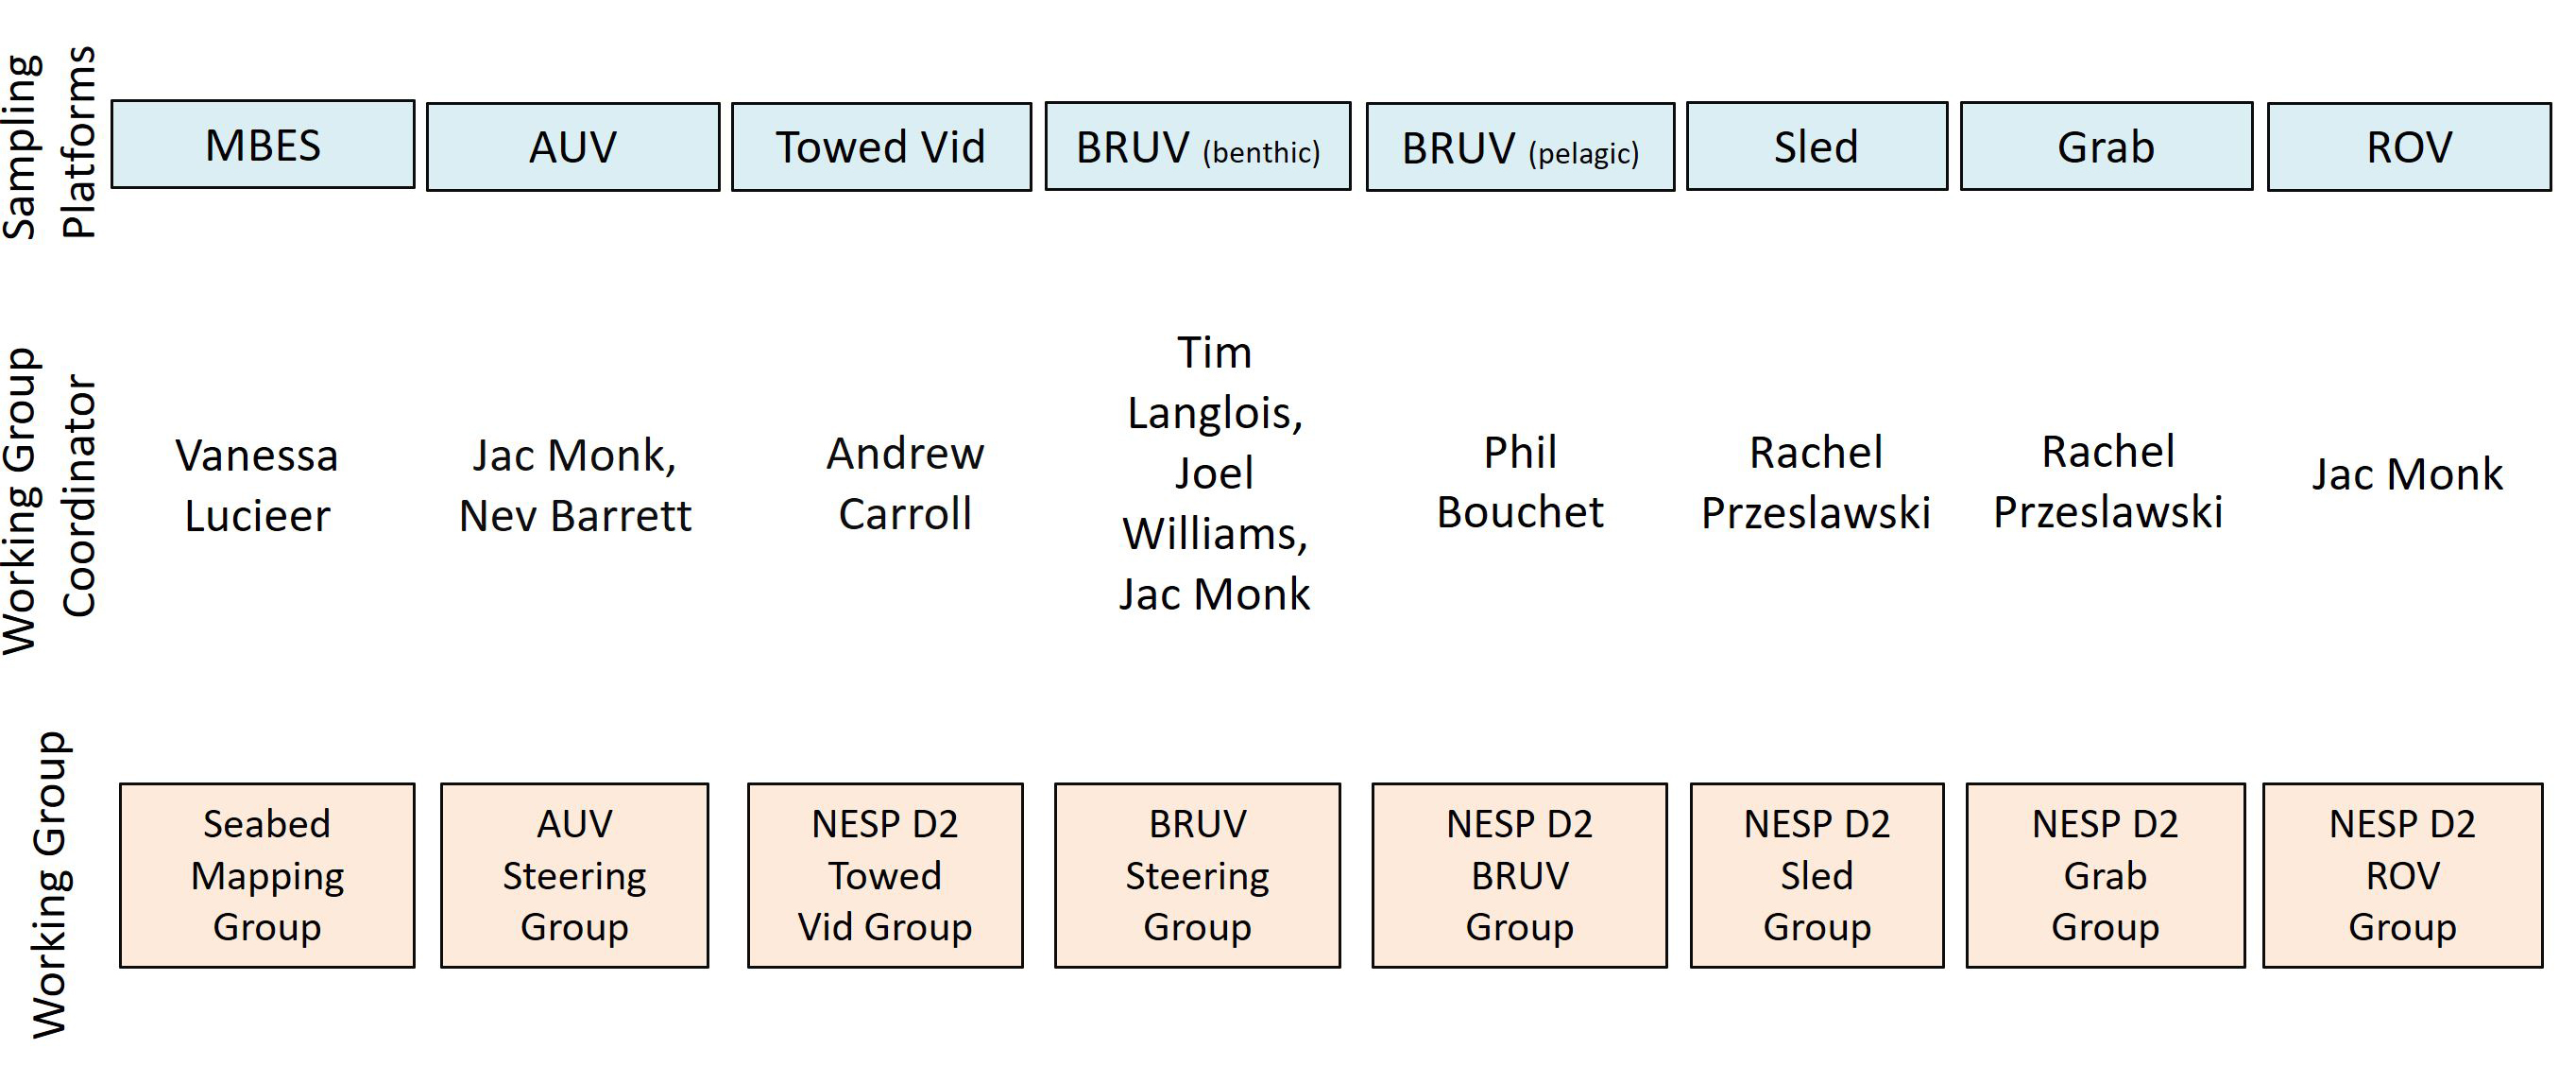 Sampling
Platforms
MBES
AUV
Towed Vid
BRUV (benthic)
BRUV (pelagic)
Sled
Grab
ROV
Working Group
Coordinator
Vanessa
Lucieer
Jac Monk,
Nev Barrett
Andrew
Carroll
Tim
Langlois,
Joel
Williams,
Jac Monk
Phil
Bouchet
Rachel
Przeslawski
Rachel
Przeslawski
Jac Monk
Working Group
Seabed
Mapping
Group
AUV
Steering
Group
NESP D2
Towed
Vid Group
BRUV
Steering
Group
NESP D2
BRUV
Group
NESP D2
Sled
Group
NESP D2
Grab
Group
NESP D2
ROV
Group